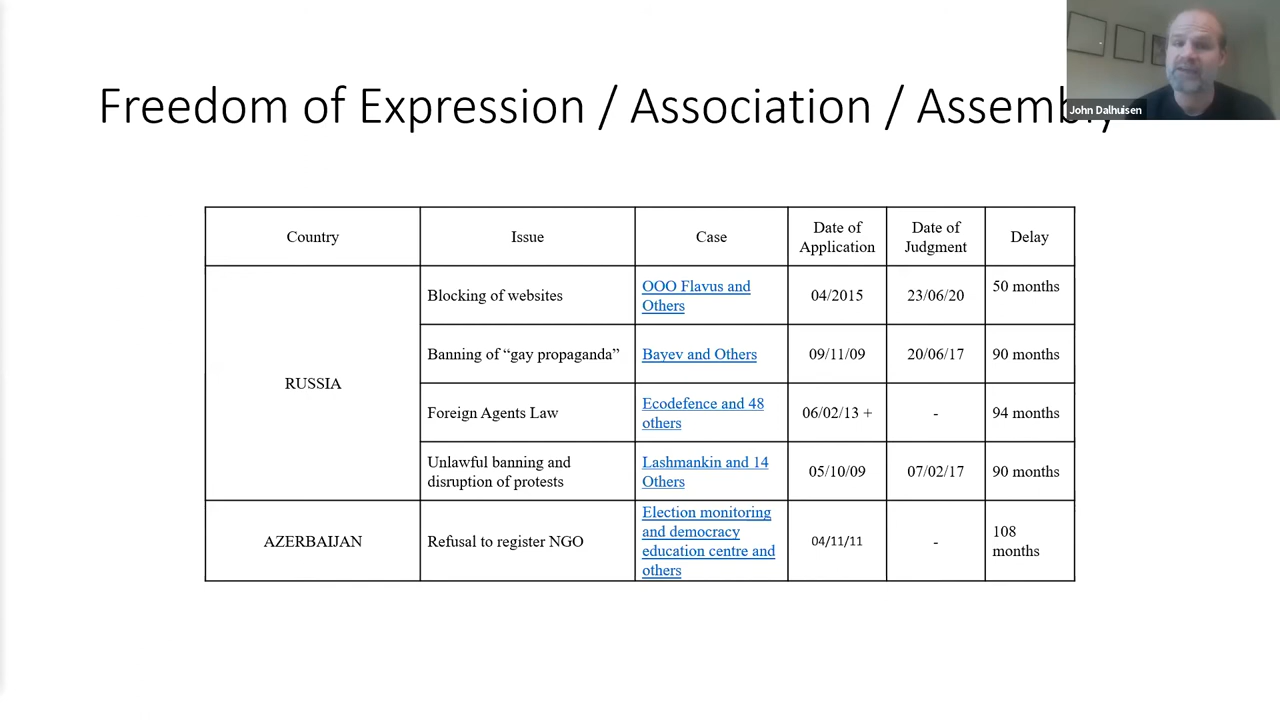 Freedom of Expression / Association / Assembly
John Dalhuisen
Country
Issue
Case
Date of
Application
Date of
Judgment
Delay
RUSSIA
Blocking of websites
OOO Flavus and
Others
04/2015
23/06/20
50 months
Banning of “gay propaganda”
Bayev and Others
09/11/09
20/06/17
90 months
Foreign Agents Law
Ecodefence and 48
others
06/02/13 +
-
94 months
Unlawful banning and
disruption of protests
Lashmankin and 14
Others
05/10/09
07/02/17
90 months
AZERBAIJAN
Refusal to register NGO
Election monitoring
and democracy
education centre and
others
04/11/11
-
108
months